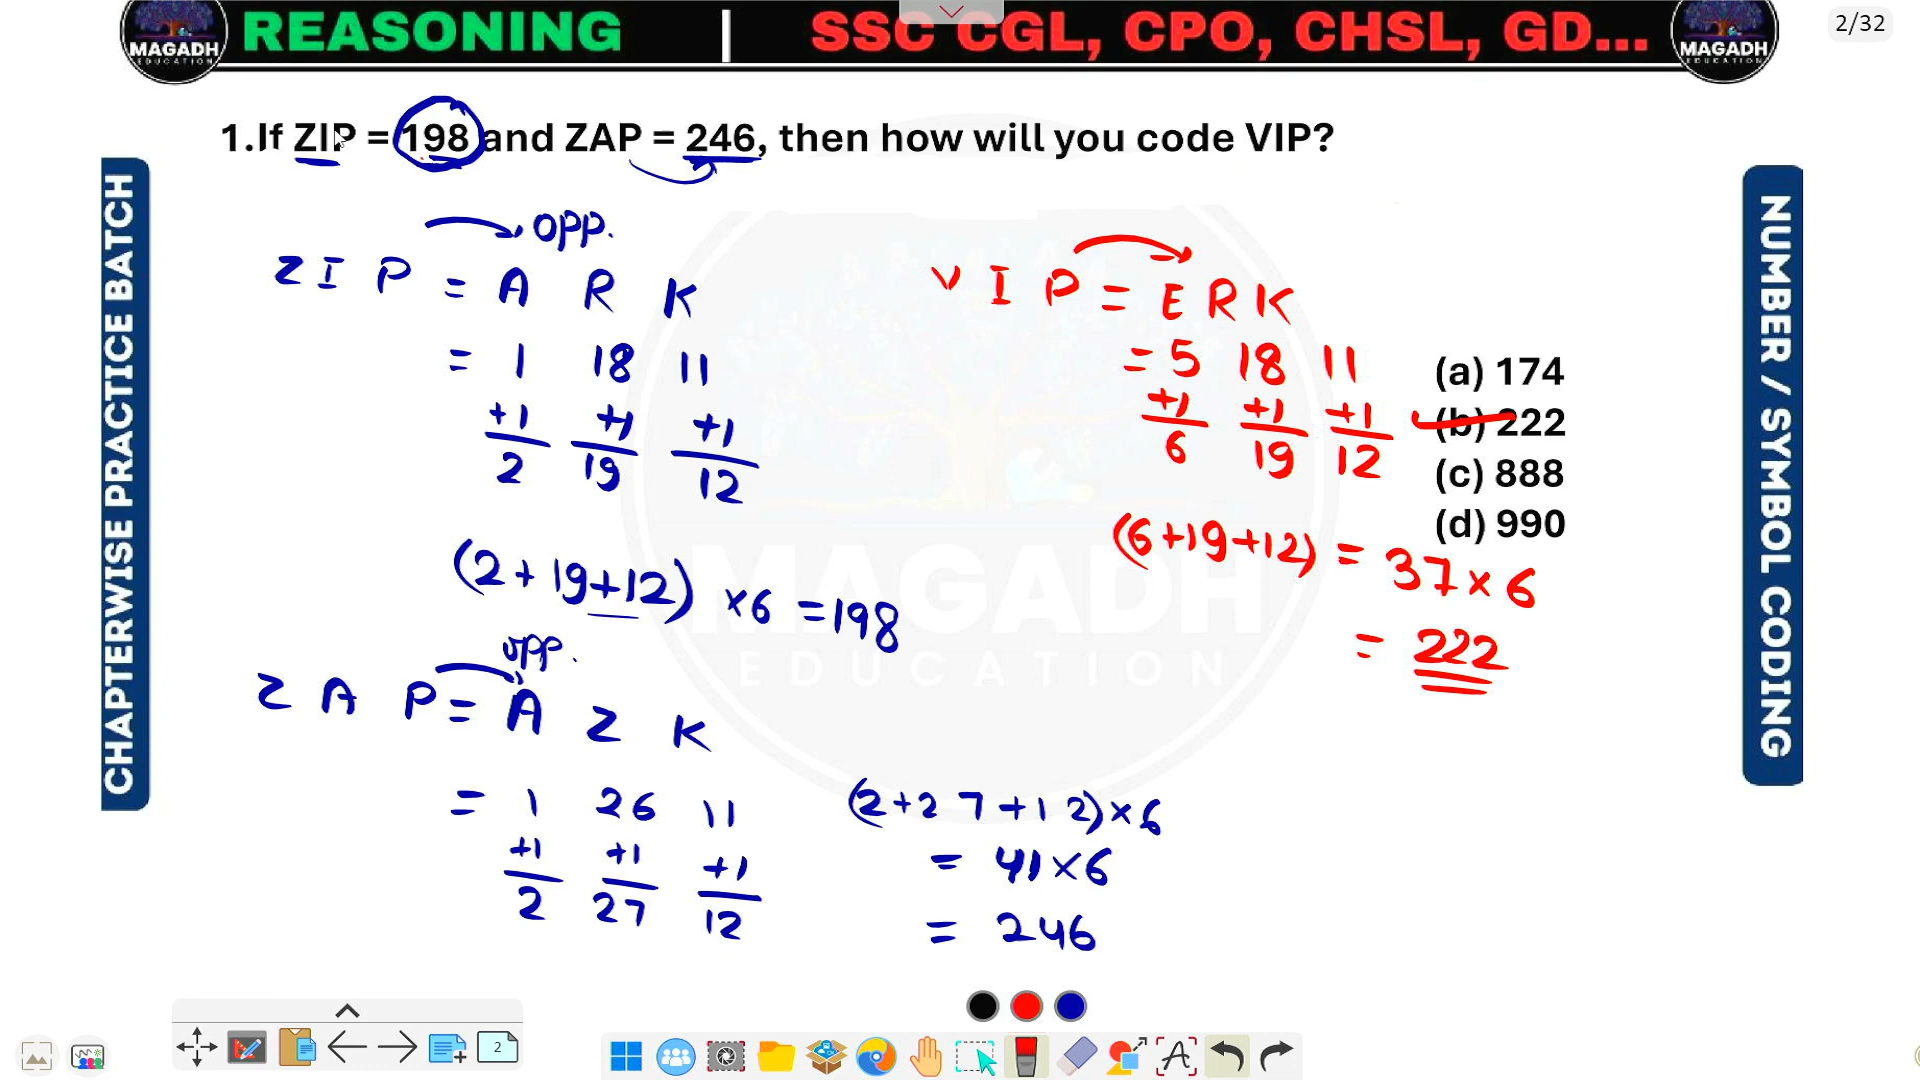 REASONING | SSC CGL, CPO, CHSL, GD...
MAGADH
EDUCATION
MAGADH
EDUCATION
2/32
1.If ZIP = 198 and ZAP = 246, then how will you code VIP?
CHAPTERWISE PRACTICE BATCH
NUMBER / SYMBOL CODING
opp.
Z I P = A R K
= 1 18 11
+1 +1 +1
2 19 12
(2 + 19 + 12) ×6 = 198
opp.
Z A P = A Z K
= 1 26 11
+1 +1 +1
2 27 12
(2+27+12)×6
= 41×6
= 246
V I P = E R K
= 5 18 11
+1 +1 +1
6 19 12
(6+19+12) = 37×6
= 222
(a) 174
(b) 222
(c) 888
(d) 990
MAGADH
EDUCATION
2